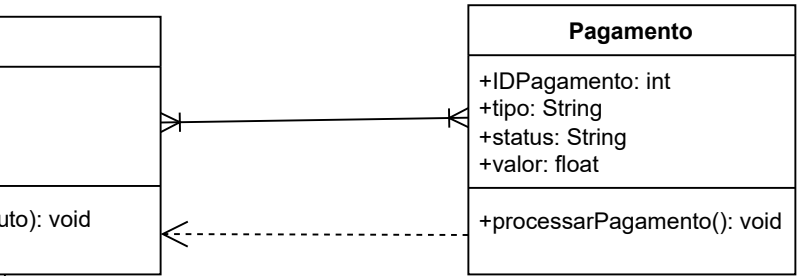 Pagamento
+IDPagamento: int
+tipo: String
+status: String
+valor: float
uto): void
+processarPagamento(): void